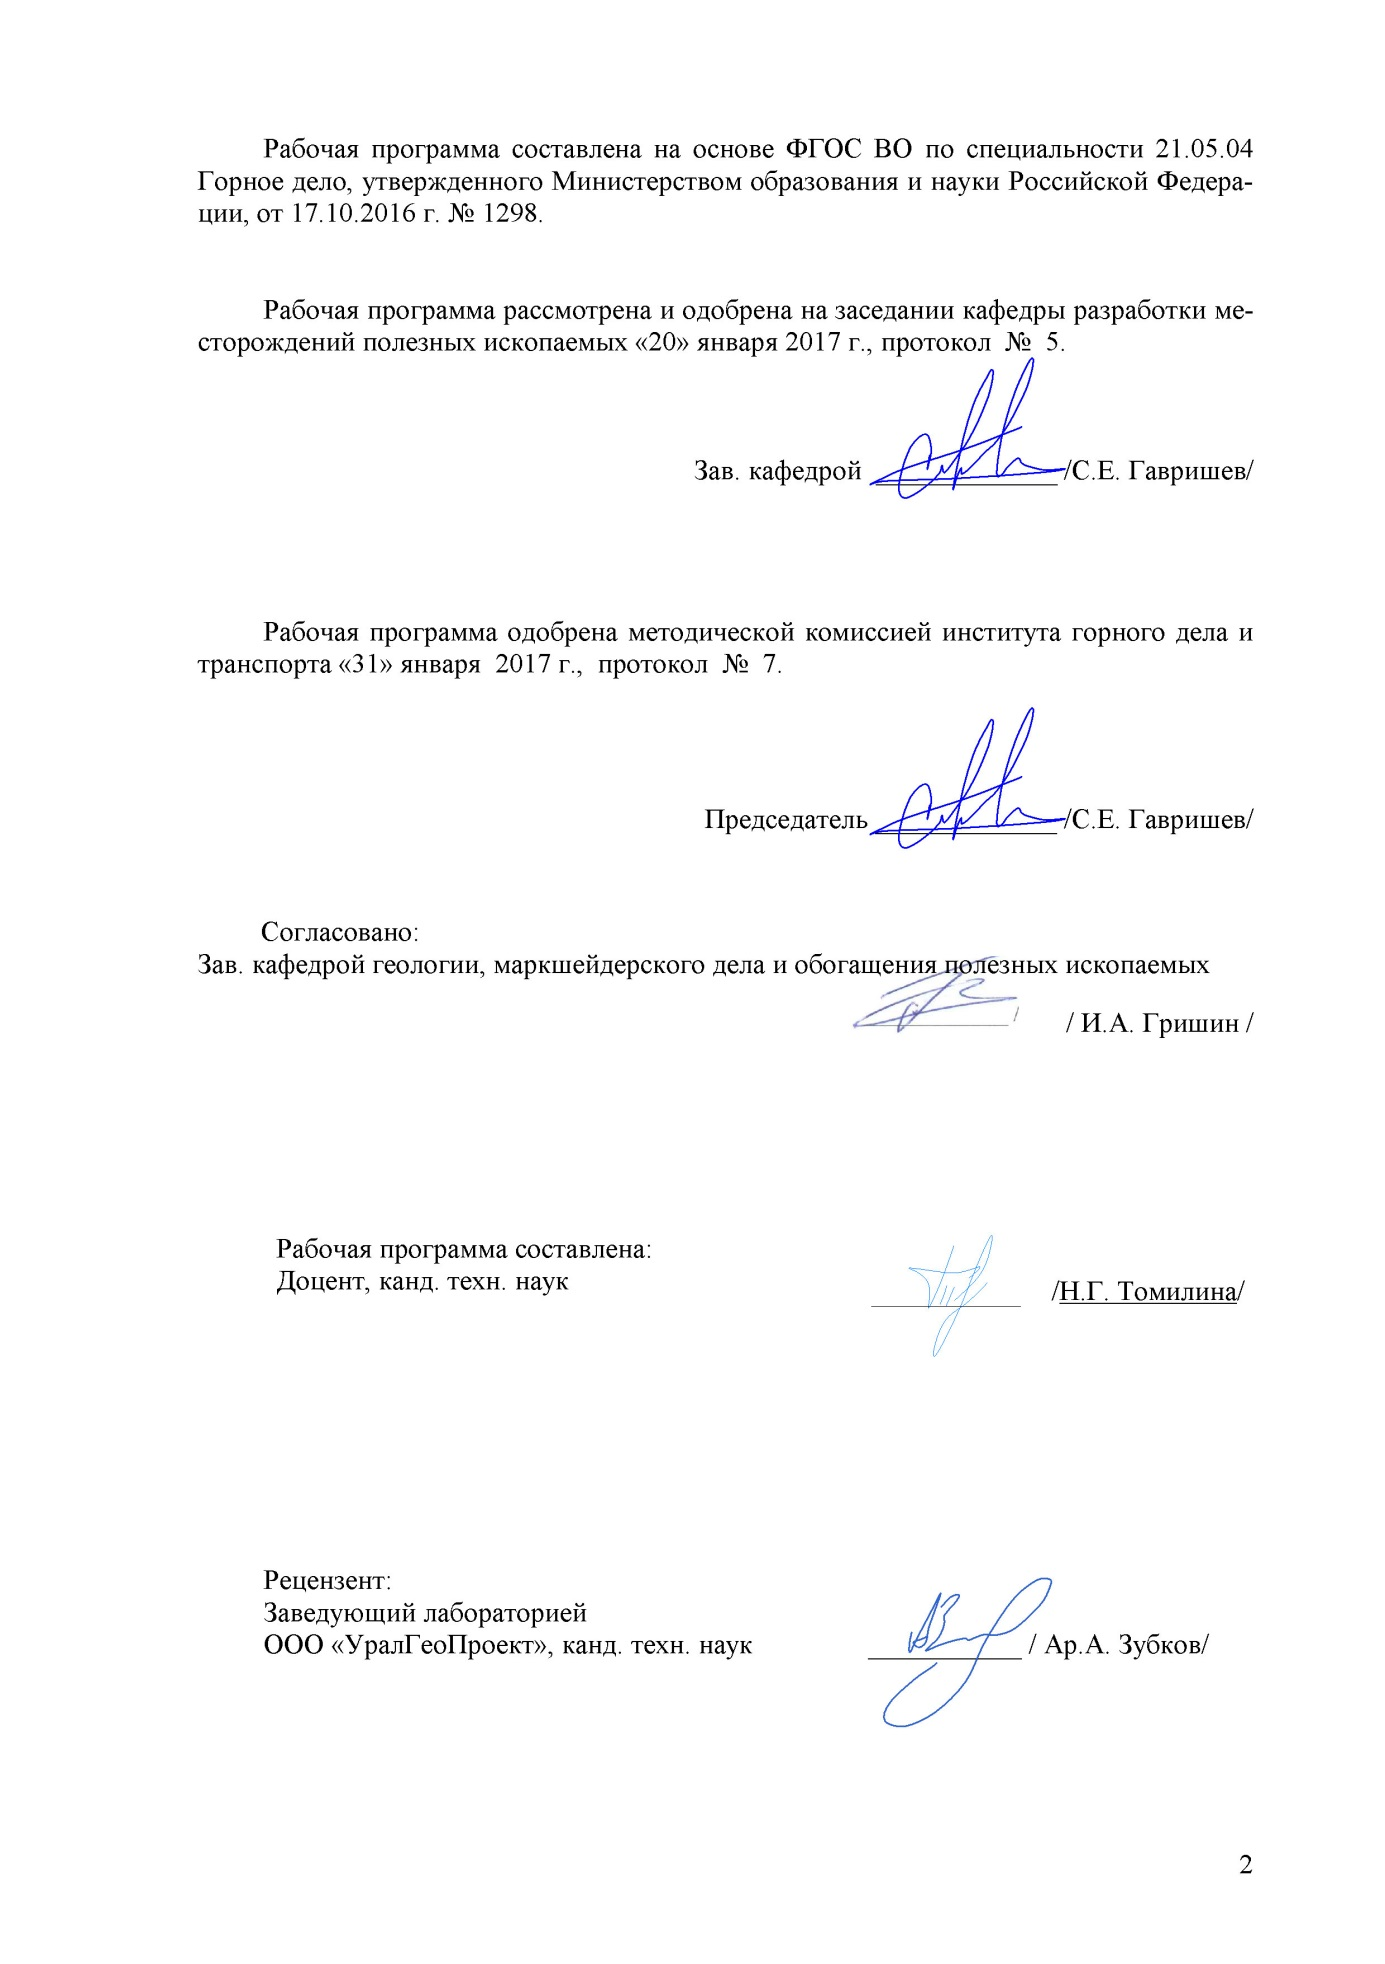 Рабочая программа составлена на основе ФГОС ВО по специальности 21.05.04
Горное дело, утвержденного Министерством образования и науки Российской Федера-
ции, от 17.10.2016 г. № 1298.
Рабочая программа рассмотрена и одобрена на заседании кафедры разработки ме-
сторождений полезных ископаемых «20» января 2017 г., протокол № 5.
Зав. кафедрой ____________ /С.Е. Гавришев/
Рабочая программа одобрена методической комиссией института горного дела и
транспорта «31» января 2017 г., протокол № 7.
Председатель ____________ /С.Е. Гавришев/
Согласовано:
Зав. кафедрой геологии, маркшейдерского дела и обогащения полезных ископаемых
/ И.А. Гришин /
Рабочая программа составлена:
Доцент, канд. техн. наук
___________ /Н.Г. Томилина/
Рецензент:
Заведующий лабораторией
ООО «УралГеоПроект», канд. техн. наук ___________ / Ар.А. Зубков/
2